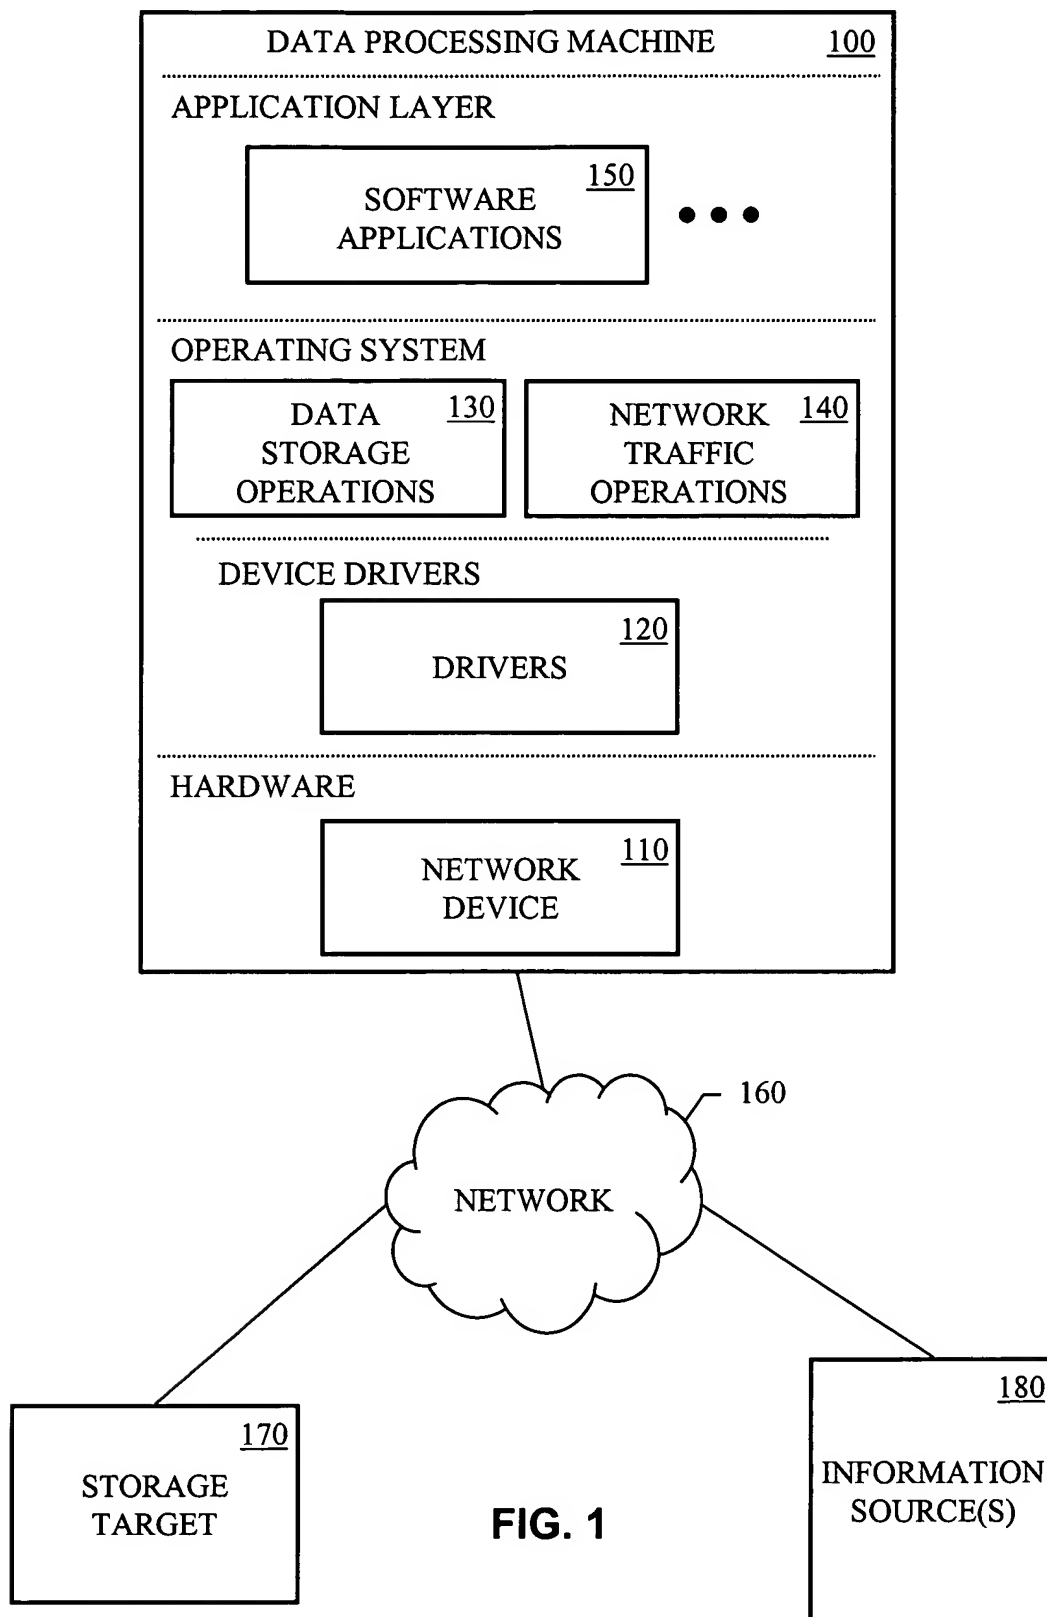 DATA PROCESSING MACHINE 100
APPLICATION LAYER
150
SOFTWARE
APPLICATIONS
OPERATING SYSTEM
DATA 130
STORAGE
OPERATIONS
NETWORK 140
TRAFFIC
OPERATIONS
DEVICE DRIVERS
120
DRIVERS
HARDWARE
110
NETWORK
DEVICE
160
NETWORK
170
STORAGE
TARGET
180
INFORMATION
SOURCE(S)
FIG. 1